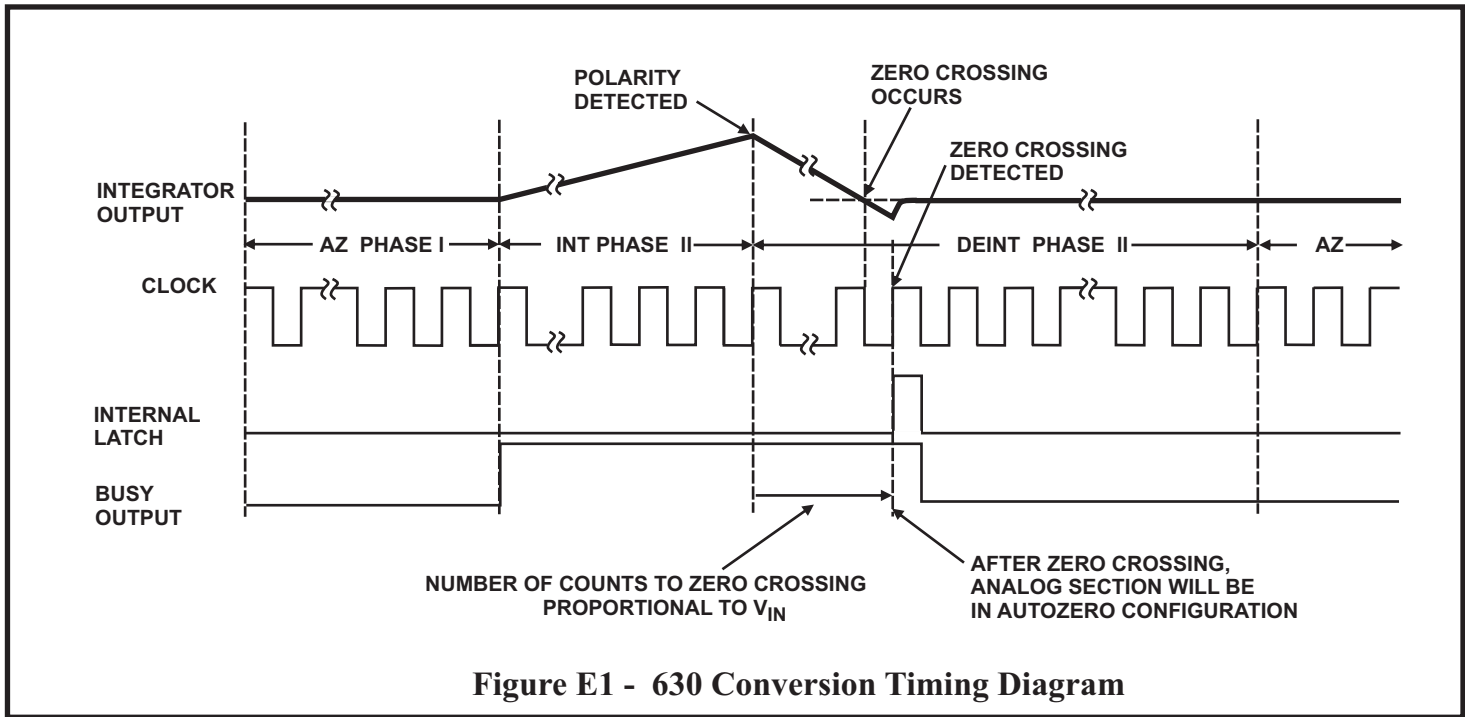 POLARITY
DETECTED
ZERO CROSSING
OCCURS
ZERO CROSSING
DETECTED
INTEGRATOR
OUTPUT
AZ PHASE I
INT PHASE II
DEINT PHASE II
AZ
CLOCK
INTERNAL
LATCH
BUSY
OUTPUT
NUMBER OF COUNTS TO ZERO CROSSING
PROPORTIONAL TO VIN
AFTER ZERO CROSSING,
ANALOG SECTION WILL BE
IN AUTOZERO CONFIGURATION
Figure E1 - 630 Conversion Timing Diagram